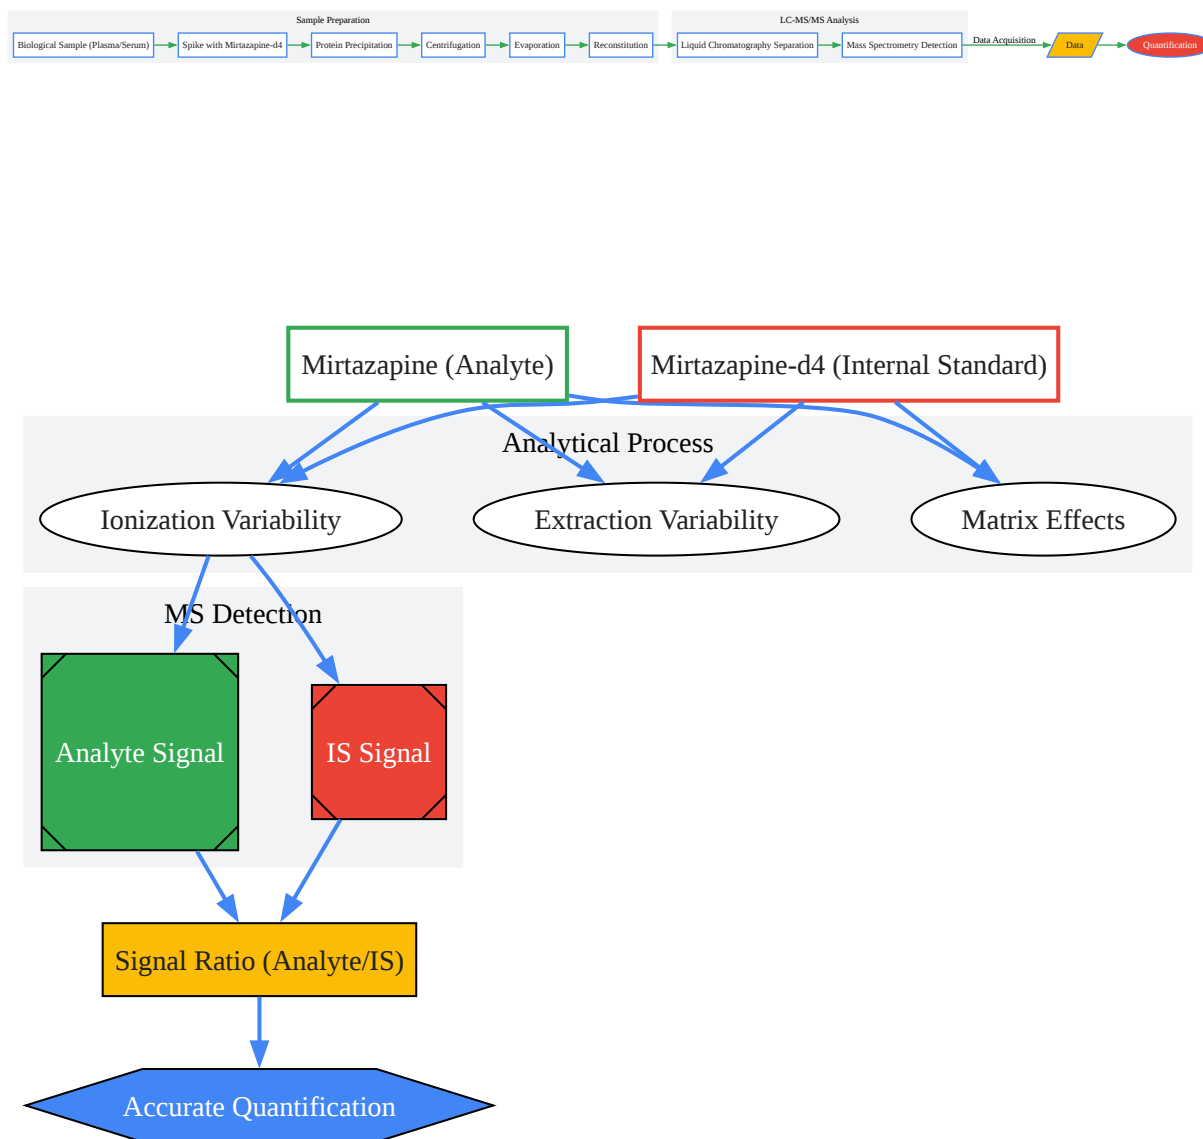 Sample Preparation
LC-MS/MS Analysis
Biological Sample (Plasma/Serum)
Spike with Mirtazapine-d4
Protein Precipitation
Centrifugation
Evaporation
Reconstitution
Liquid Chromatography Separation
Mass Spectrometry Detection
Data Acquisition
Data
Quantification
Mirtazapine (Analyte)
Mirtazapine-d4 (Internal Standard)
Analytical Process
Ionization Variability
Extraction Variability
Matrix Effects
MS Detection
Analyte Signal
IS Signal
Signal Ratio (Analyte/IS)
Accurate Quantification